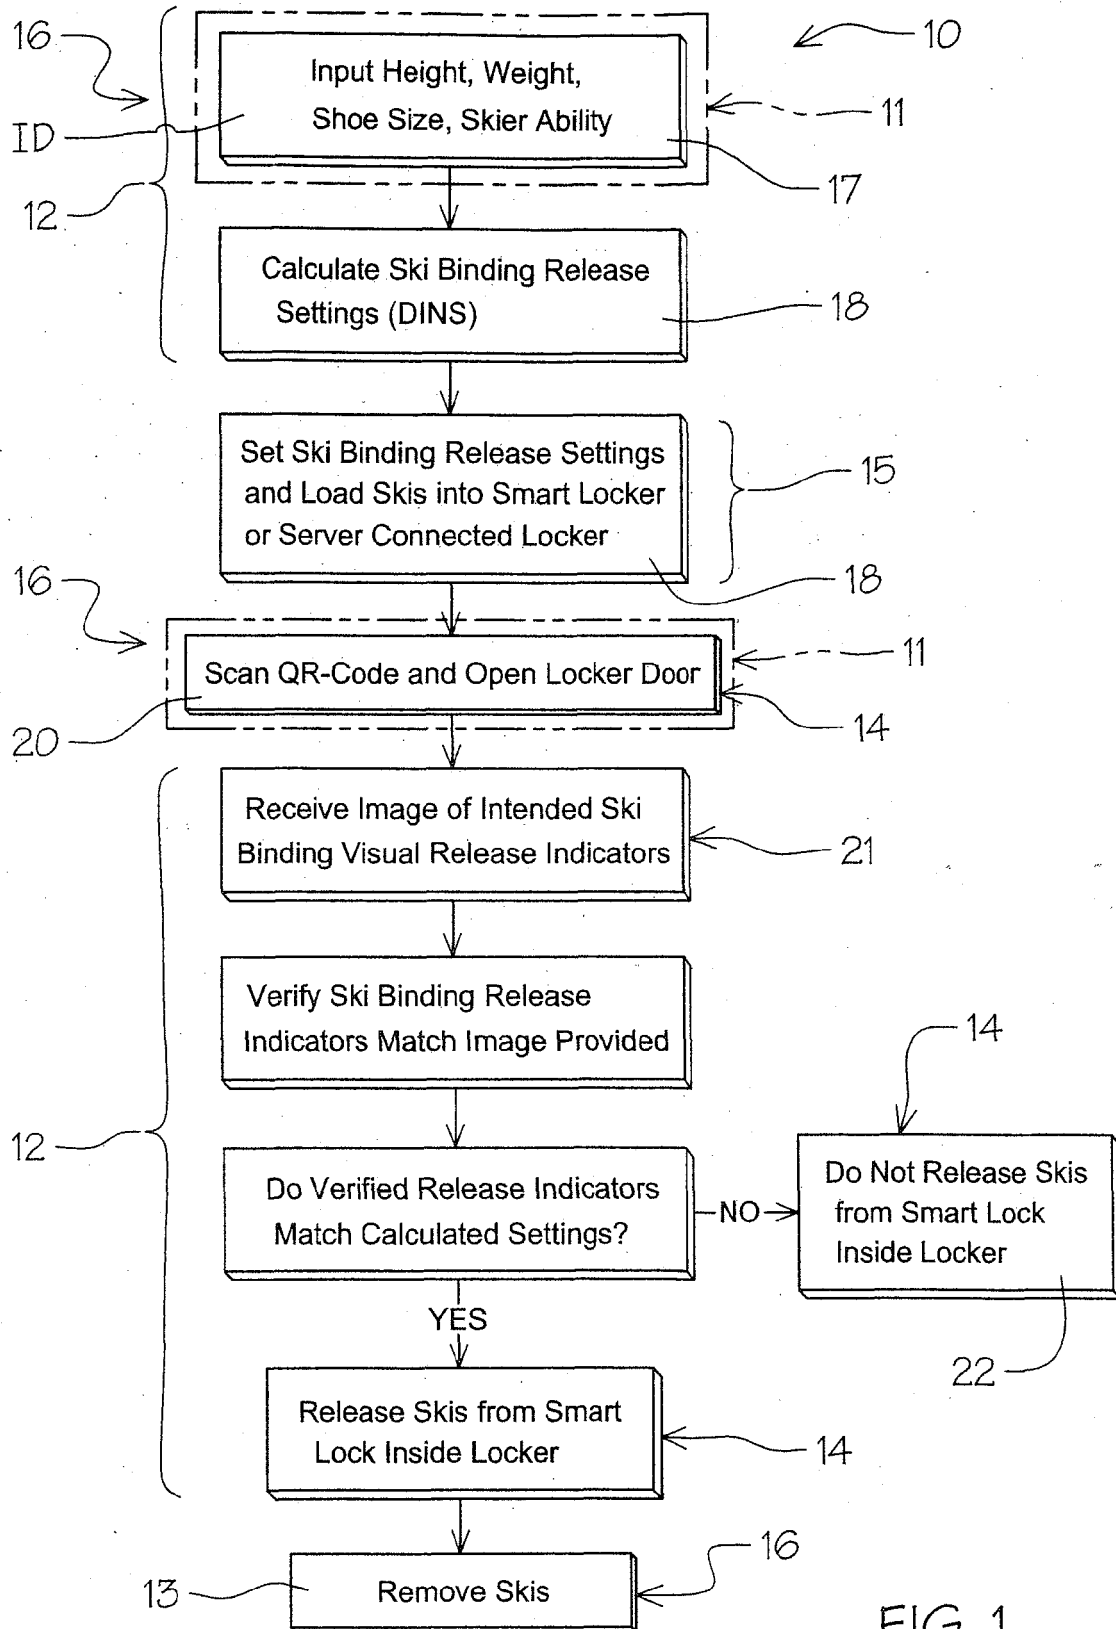 16
10
Input Height, Weight,
Shoe Size, Skier Ability
11
ID
17
12
Calculate Ski Binding Release
Settings (DINS)
18
Set Ski Binding Release Settings
and Load Skis into Smart Locker
or Server Connected Locker
15
18
16
Scan QR-Code and Open Locker Door
11
20
14
Receive Image of Intended Ski
Binding Visual Release Indicators
21
Verify Ski Binding Release
Indicators Match Image Provided
14
12
Do Verified Release Indicators
Match Calculated Settings?
NO
Do Not Release Skis
from Smart Lock
Inside Locker
YES
22
Release Skis from Smart
Lock Inside Locker
14
13
Remove Skis
16
FIG. 1